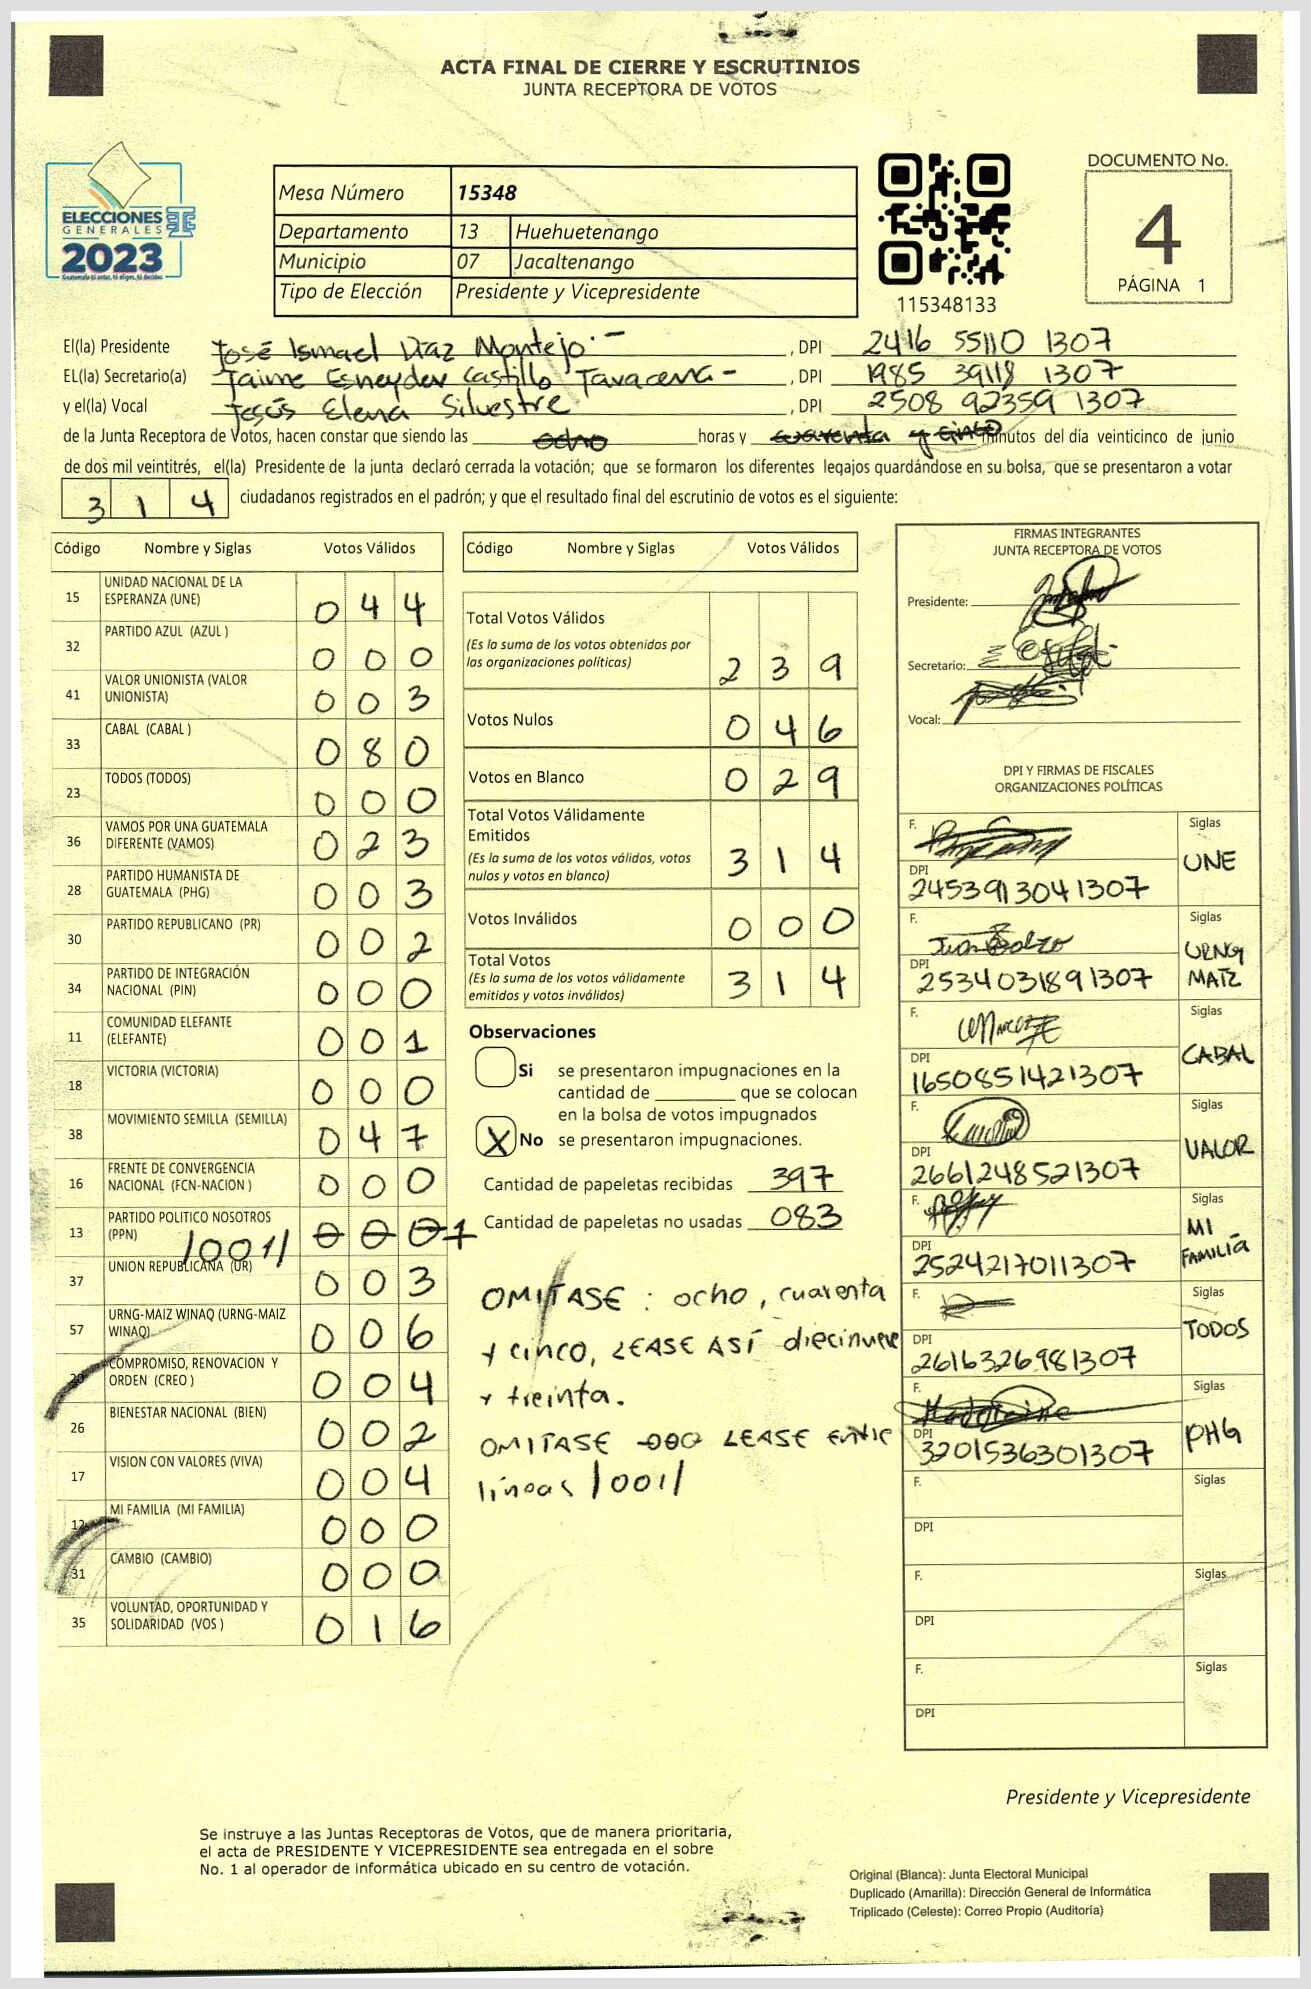 ACTA FINAL DE CIERRE Y ESCRUTINIOS
JUNTA RECEPTORA DE VOTOS
ELECCIONES
GENERALES TSE
2023
Mesa Número 15348
Departamento 13 Huehuetenango
Municipio 07 Jacaltenango
Tipo de Elección Presidente y Vicepresidente
115348133
DOCUMENTO No.
4
PÁGINA 1
El(la) Presidente José Ismael Díaz Montejo.- , DPI 2416 55110 1307
EL(la) Secretario(a) Jaime Esneyder Castillo Taracena- , DPI 1985 39118 1307
y el(la) Vocal Jesús Elena Silvestre , DPI 2508 92359 1307
de la Junta Receptora de Votos, hacen constar que siendo las ocho horas y cuarenta y cinco minutos del día veinticinco de junio
de dos mil veintitrés, el(la) Presidente de la junta declaró cerrada la votación; que se formaron los diferentes legajos guardándose en su bolsa, que se presentaron a votar
3 1 4 ciudadanos registrados en el padrón; y que el resultado final del escrutinio de votos es el siguiente:
Código Nombre y Siglas Votos Válidos
15 UNIDAD NACIONAL DE LA ESPERANZA (UNE) 0 4 4
32 PARTIDO AZUL (AZUL ) 0 0 0
41 VALOR UNIONISTA (VALOR UNIONISTA) 0 0 3
33 CABAL (CABAL ) 0 8 0
23 TODOS (TODOS) 0 0 0
36 VAMOS POR UNA GUATEMALA DIFERENTE (VAMOS) 0 2 3
28 PARTIDO HUMANISTA DE GUATEMALA (PHG) 0 0 3
30 PARTIDO REPUBLICANO (PR) 0 0 2
34 PARTIDO DE INTEGRACIÓN NACIONAL (PIN) 0 0 0
11 COMUNIDAD ELEFANTE (ELEFANTE) 0 0 1
18 VICTORIA (VICTORIA) 0 0 0
38 MOVIMIENTO SEMILLA (SEMILLA) 0 4 7
16 FRENTE DE CONVERGENCIA NACIONAL (FCN-NACION ) 0 0 0
13 PARTIDO POLITICO NOSOTROS (PPN) /001/ 0 0 0 1
37 UNION REPUBLICANA (UR) 0 0 3
57 URNG-MAIZ WINAQ (URNG-MAIZ WINAQ) 0 0 6
20 COMPROMISO, RENOVACION Y ORDEN (CREO ) 0 0 4
26 BIENESTAR NACIONAL (BIEN) 0 0 2
17 VISION CON VALORES (VIVA) 0 0 4
12 MI FAMILIA (MI FAMILIA) 0 0 0
31 CAMBIO (CAMBIO) 0 0 0
35 VOLUNTAD, OPORTUNIDAD Y SOLIDARIDAD (VOS ) 0 1 6
Código Nombre y Siglas Votos Válidos
Total Votos Válidos 2 3 9
(Es la suma de los votos obtenidos por
las organizaciones políticas)
Votos Nulos 0 4 6
Votos en Blanco 0 2 9
Total Votos Válidamente
Emitidos 3 1 4
(Es la suma de los votos válidos, votos
nulos y votos en blanco)
Votos Inválidos 0 0 0
Total Votos 3 1 4
(Es la suma de los votos válidamente
emitidos y votos inválidos)
Observaciones
Si se presentaron impugnaciones en la
cantidad de ________ que se colocan
en la bolsa de votos impugnados
X No se presentaron impugnaciones.
Cantidad de papeletas recibidas 397
Cantidad de papeletas no usadas 083
OMITASE : ocho, cuarenta
y cinco, LEASE ASÍ diecinueve
y treinta.
OMITASE 000 LEASE entre
lineas /001/
FIRMAS INTEGRANTES
JUNTA RECEPTORA DE VOTOS
Presidente:
Secretario:
Vocal:
DPI Y FIRMAS DE FISCALES
ORGANIZACIONES POLÍTICAS
F. Siglas
DPI UNE
2453913041307
F. Siglas
DPI URNG MAIZ
2534031891307
F. Siglas
DPI CABAL
1650851421307
F. Siglas
DPI VALOR
2661248521307
F. Siglas
DPI MI FAMILIA
2524217011307
F. Siglas
DPI TODOS
2616326981307
F. Siglas
DPI PHG
3201536301307
F. Siglas
DPI
F. Siglas
DPI
F. Siglas
DPI
Presidente y Vicepresidente
Se instruye a las Juntas Receptoras de Votos, que de manera prioritaria,
el acta de PRESIDENTE Y VICEPRESIDENTE sea entregada en el sobre
No. 1 al operador de informática ubicado en su centro de votación.
Original (Blanca): Junta Electoral Municipal
Duplicado (Amarilla): Dirección General de Informática
Triplicado (Celeste): Correo Propio (Auditoría)